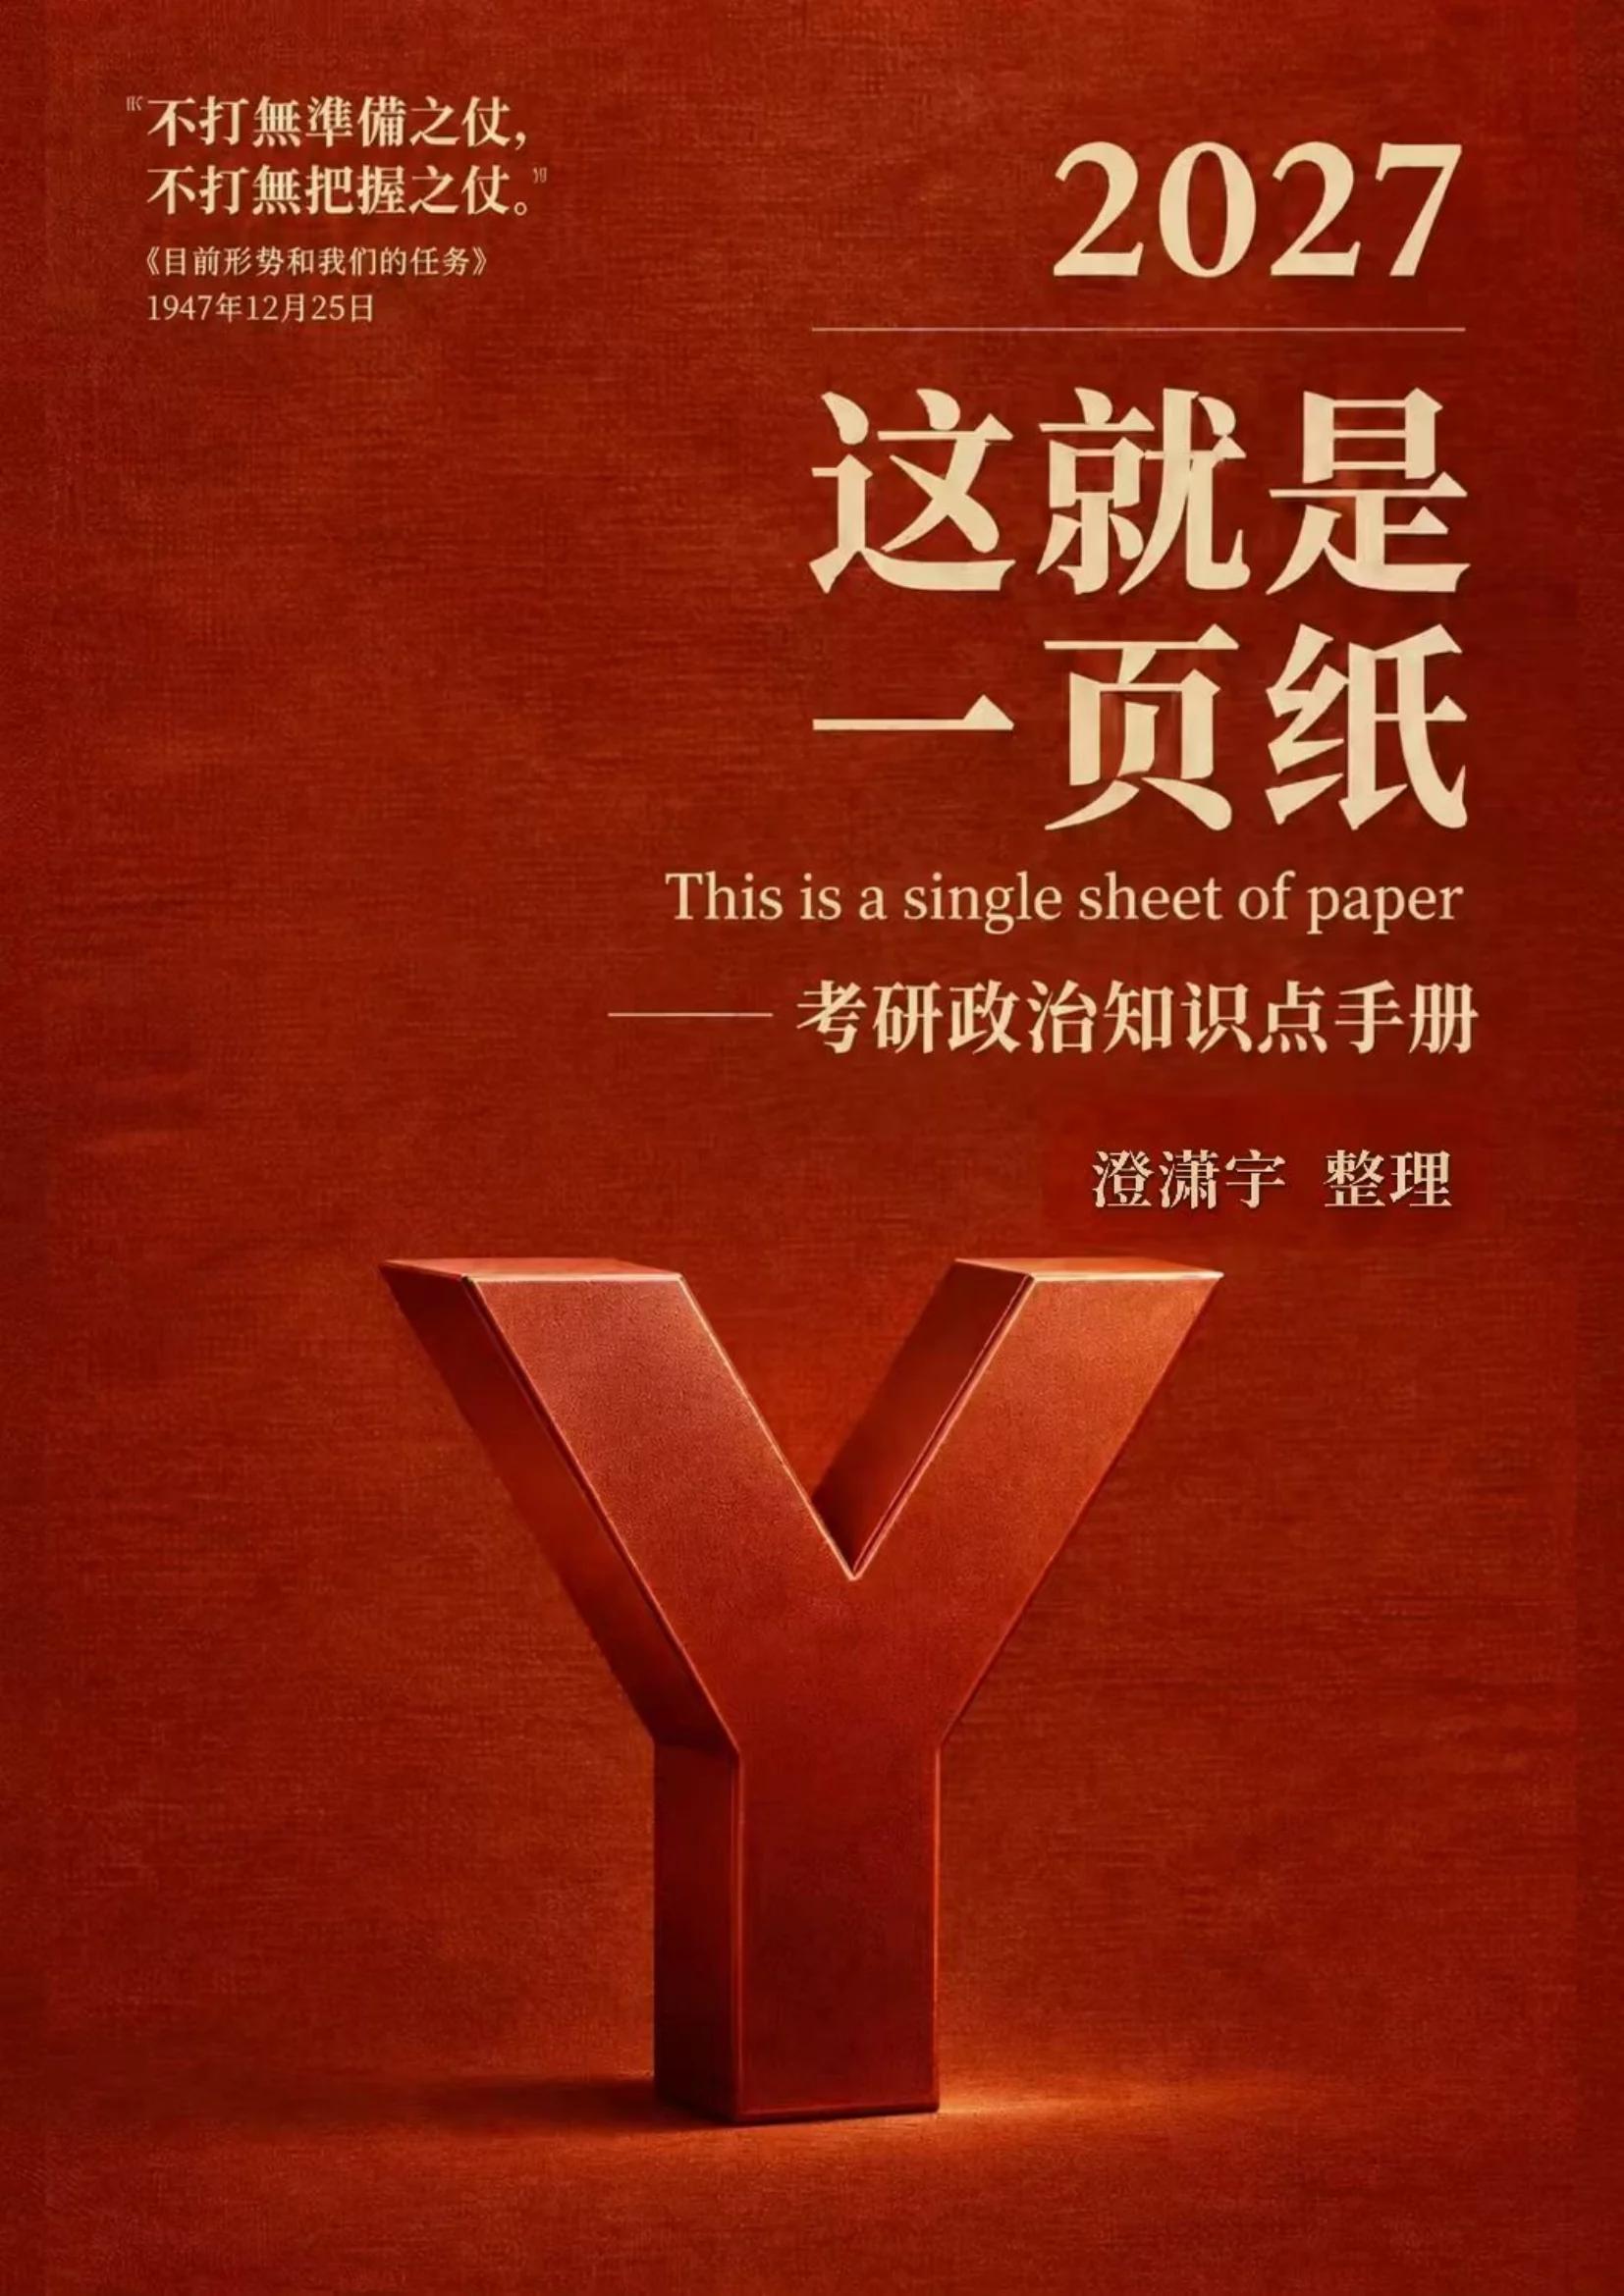 “不打無準備之仗,
不打無把握之仗。”
《目前形势和我们的任务》
1947年12月25日
2027
这就是
一页纸
This is a single sheet of paper
——考研政治知识点手册
澄潇宇 整理
Y